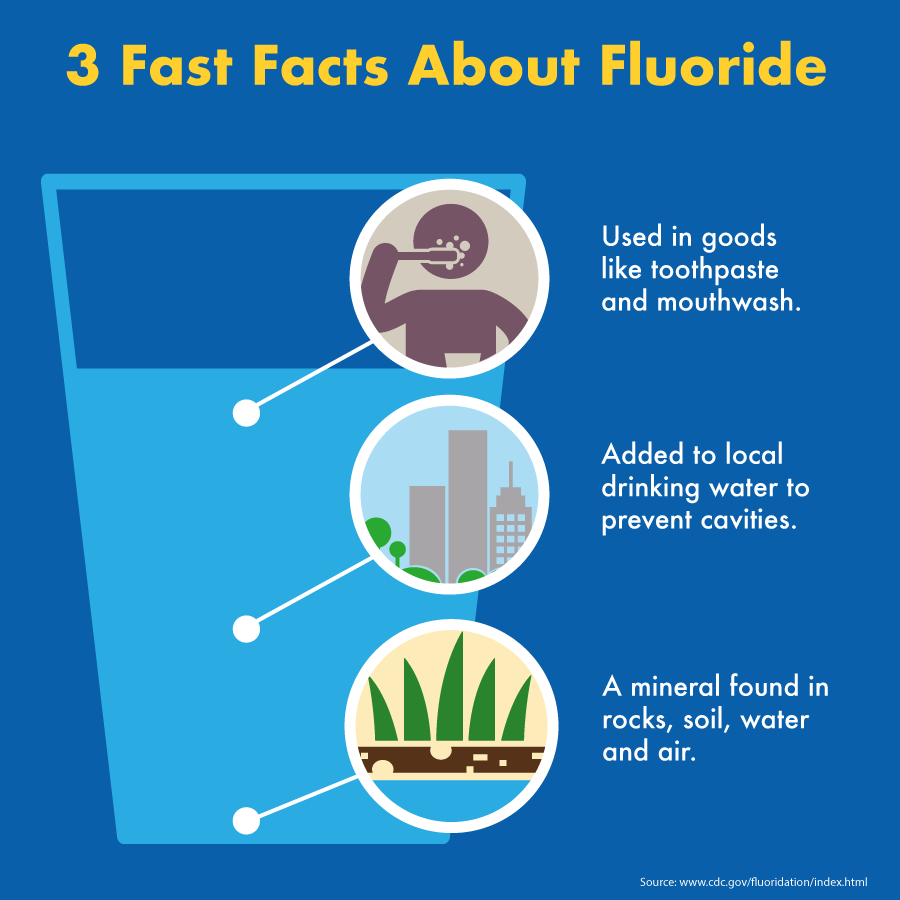 3 Fast Facts About Fluoride
Used in goods
like toothpaste
and mouthwash.
Added to local
drinking water to
prevent cavities.
A mineral found in
rocks, soil, water
and air.
Source: www.cdc.gov/fluoridation/index.html